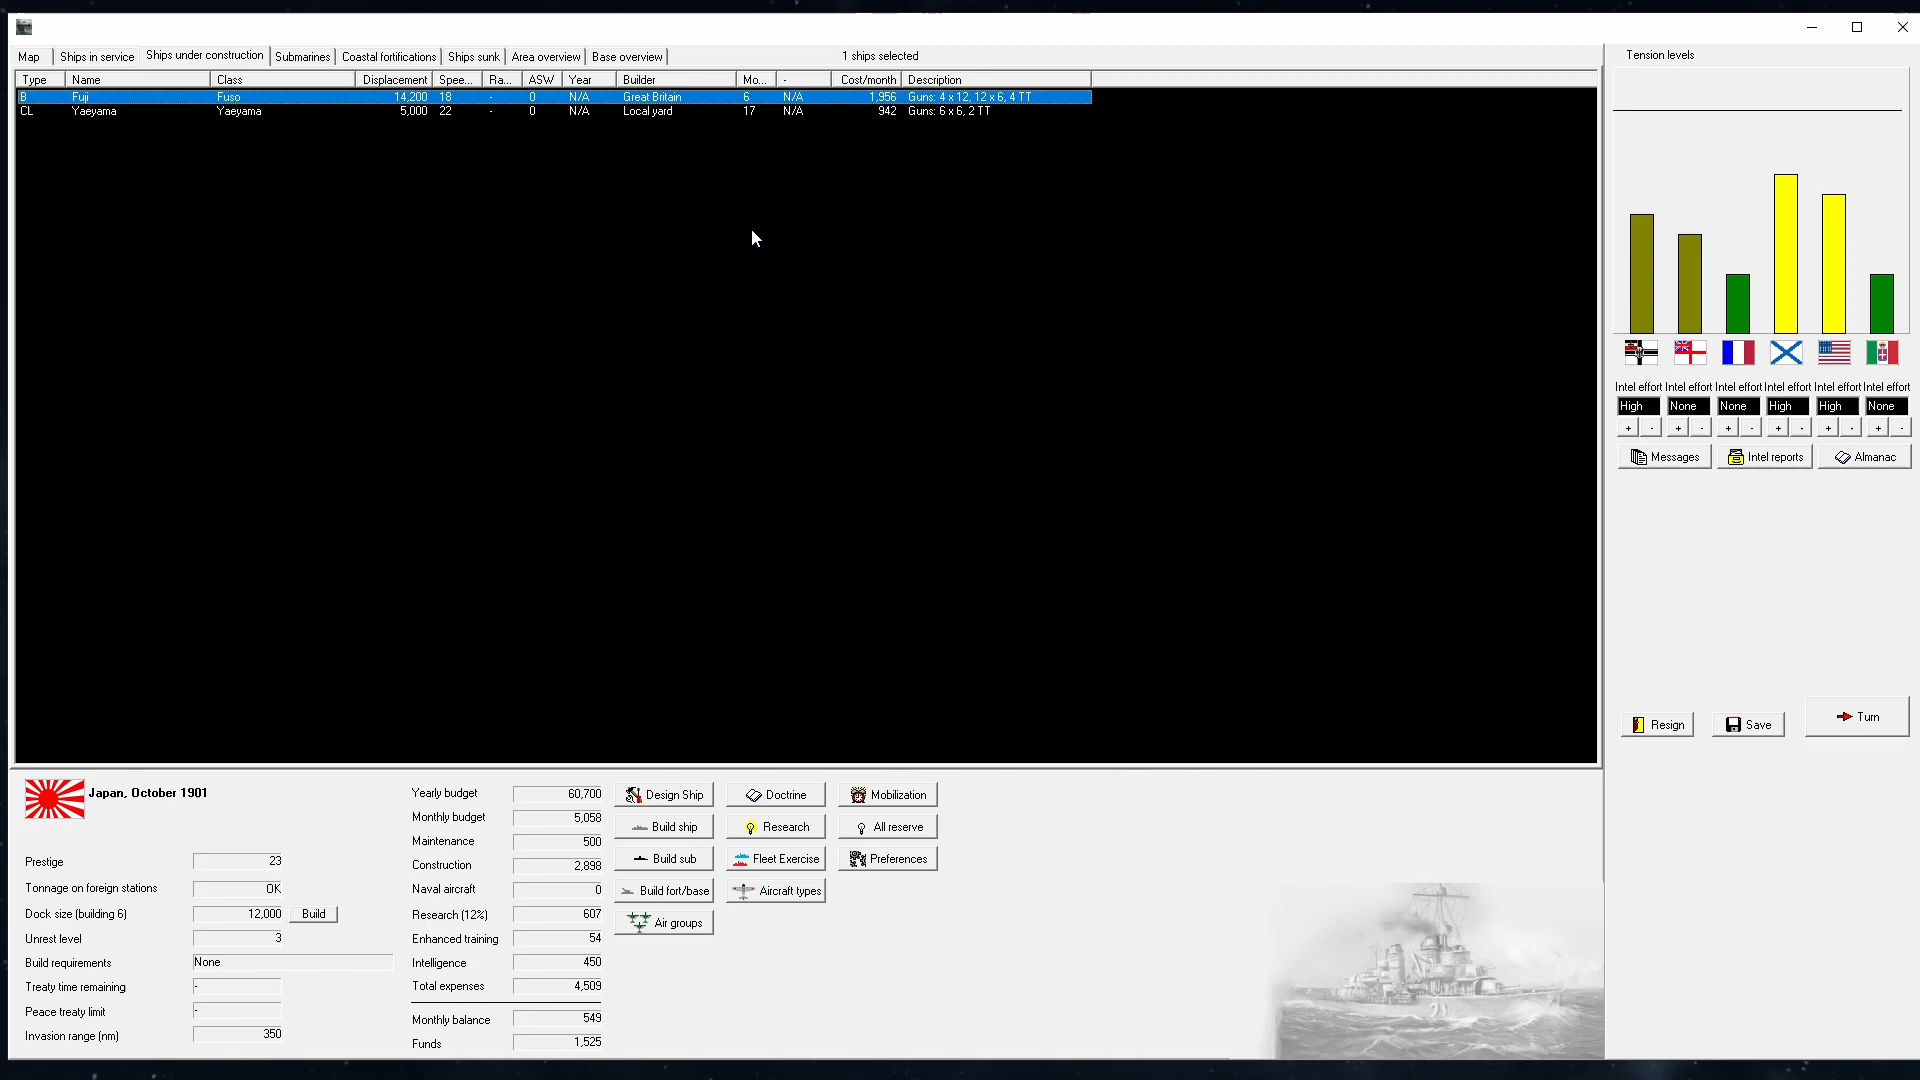 Map Ships in service Ships under construction Submarines Coastal fortifications Ships sunk Area overview Base overview 1 ships selected
Type Name Class Displacement Spee... Ra... ASW Year Builder Mo... - Cost/month Description
B Fuji Fuso 14,200 18 - 0 N/A Great Britain 6 N/A 1,956 Guns: 4 x 12, 12 x 6, 4 TT
CL Yaeyama Yaeyama 5,000 22 - 0 N/A Local yard 17 N/A 942 Guns: 6 x 6, 2 TT
Tension levels
Intel effort Intel effort Intel effort Intel effort Intel effort Intel effort
High None None High High None
+ - + - + - + - + - + -
Messages Intel reports Almanac
Resign Save Turn
Japan, October 1901
Prestige 23
Tonnage on foreign stations OK
Dock size (building 6) 12,000 Build
Unrest level 3
Build requirements None
Treaty time remaining -
Peace treaty limit -
Invasion range (nm) 350
Yearly budget 60,700
Monthly budget 5,058
Maintenance 500
Construction 2,898
Naval aircraft 0
Research (12%) 607
Enhanced training 54
Intelligence 450
Total expenses 4,509
Monthly balance 549
Funds 1,525
Design Ship Doctrine Mobilization
Build ship Research All reserve
Build sub Fleet Exercise Preferences
Build fort/base Aircraft types
Air groups